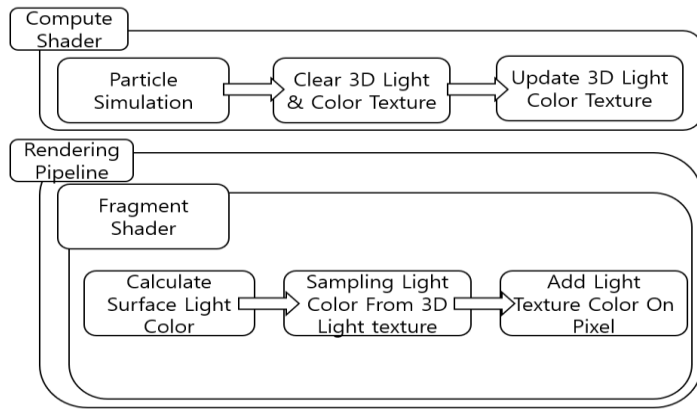 Compute
Shader
Particle
Simulation
Clear 3D Light
& Color Texture
Update 3D Light
Color Texture
Rendering
Pipeline
Fragment
Shader
Calculate
Surface Light
Color
Sampling Light
Color From 3D
Light texture
Add Light
Texture Color On
Pixel